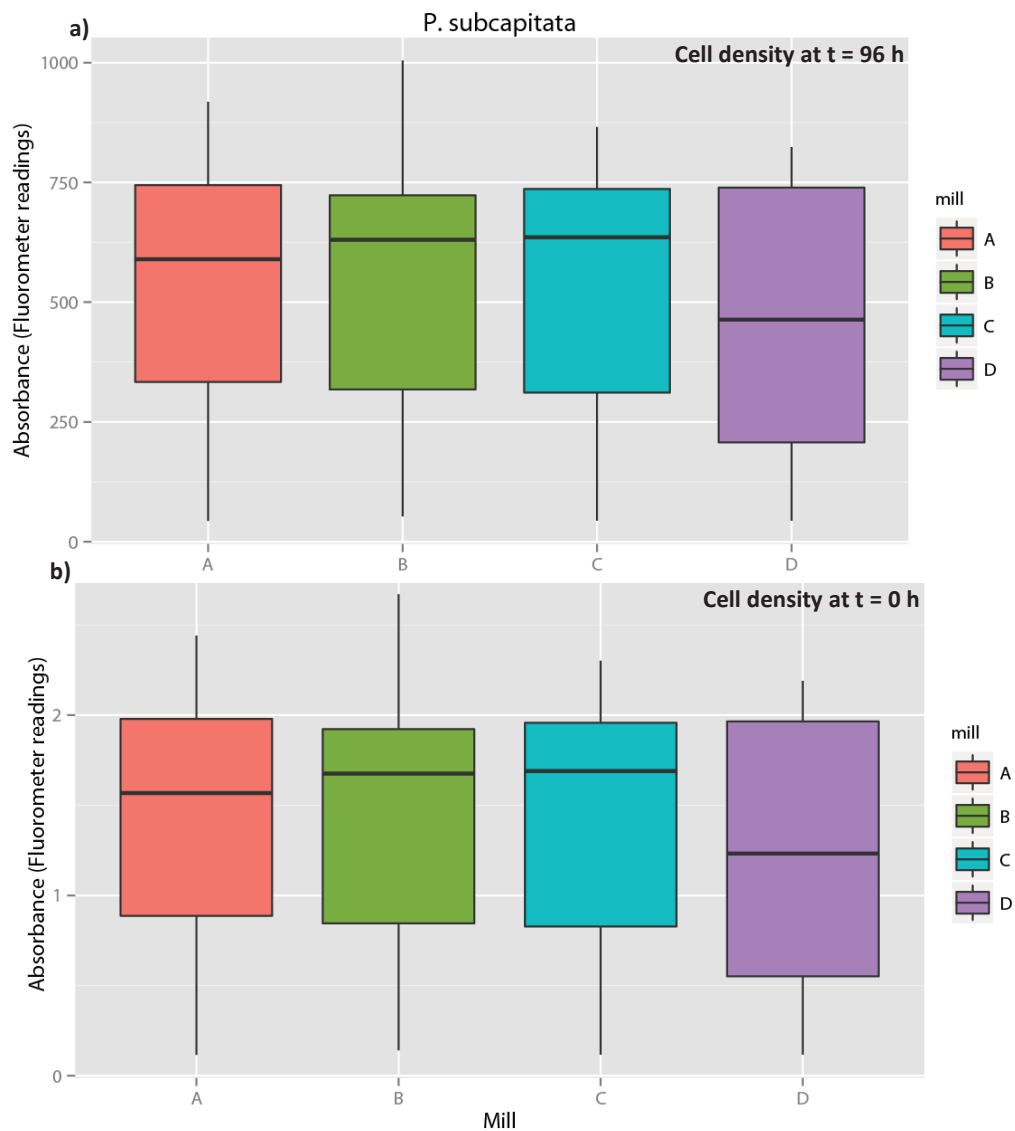 a)
P. subcapitata
Cell density at t = 96 h
Absorbance (Fluorometer readings)
1000
750
500
250
0
A
B
C
D
mill
A
B
C
D
b)
Cell density at t = 0 h
Absorbance (Fluorometer readings)
2
1
0
A
B
C
D
Mill
mill
A
B
C
D